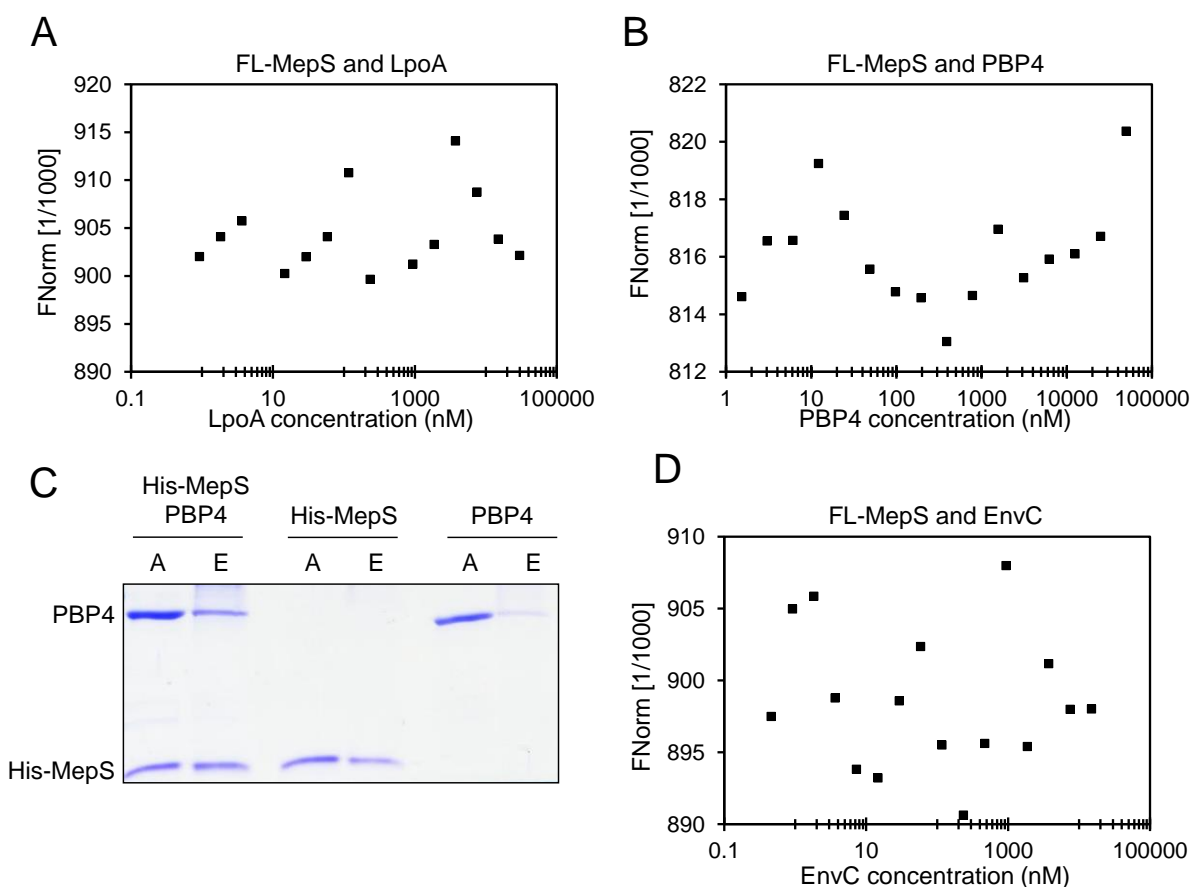 A
FL-MepS and LpoA
920
915
910
905
900
895
890
FNorm [1/1000]
0.1
10
1000
100000
LpoA concentration (nM)
B
FL-MepS and PBP4
822
820
818
816
814
812
FNorm [1/1000]
1
10
100
1000
10000
100000
PBP4 concentration (nM)
C
His-MepS
PBP4
His-MepS
PBP4
A
E
A
E
A
E
PBP4
His-MepS
D
FL-MepS and EnvC
910
905
900
895
890
FNorm [1/1000]
0.1
10
1000
100000
EnvC concentration (nM)